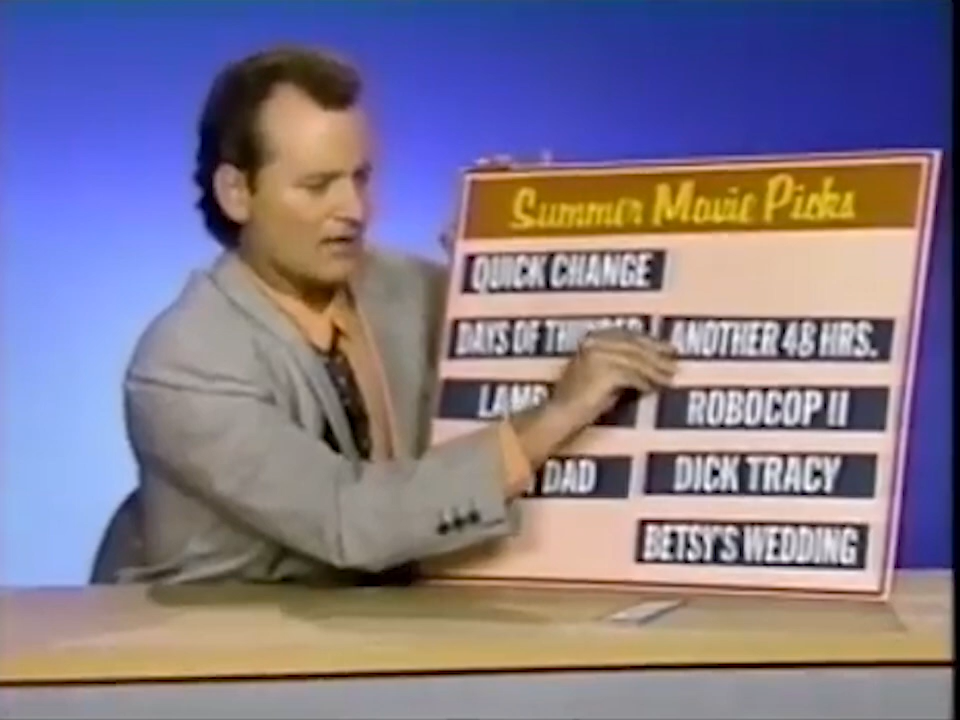 Summer Movie Picks
QUICK CHANGE
DAYS OF ANOTHER 48 HRS.
ROBOCOP II
DAD DICK TRACY
BETSY'S WEDDING